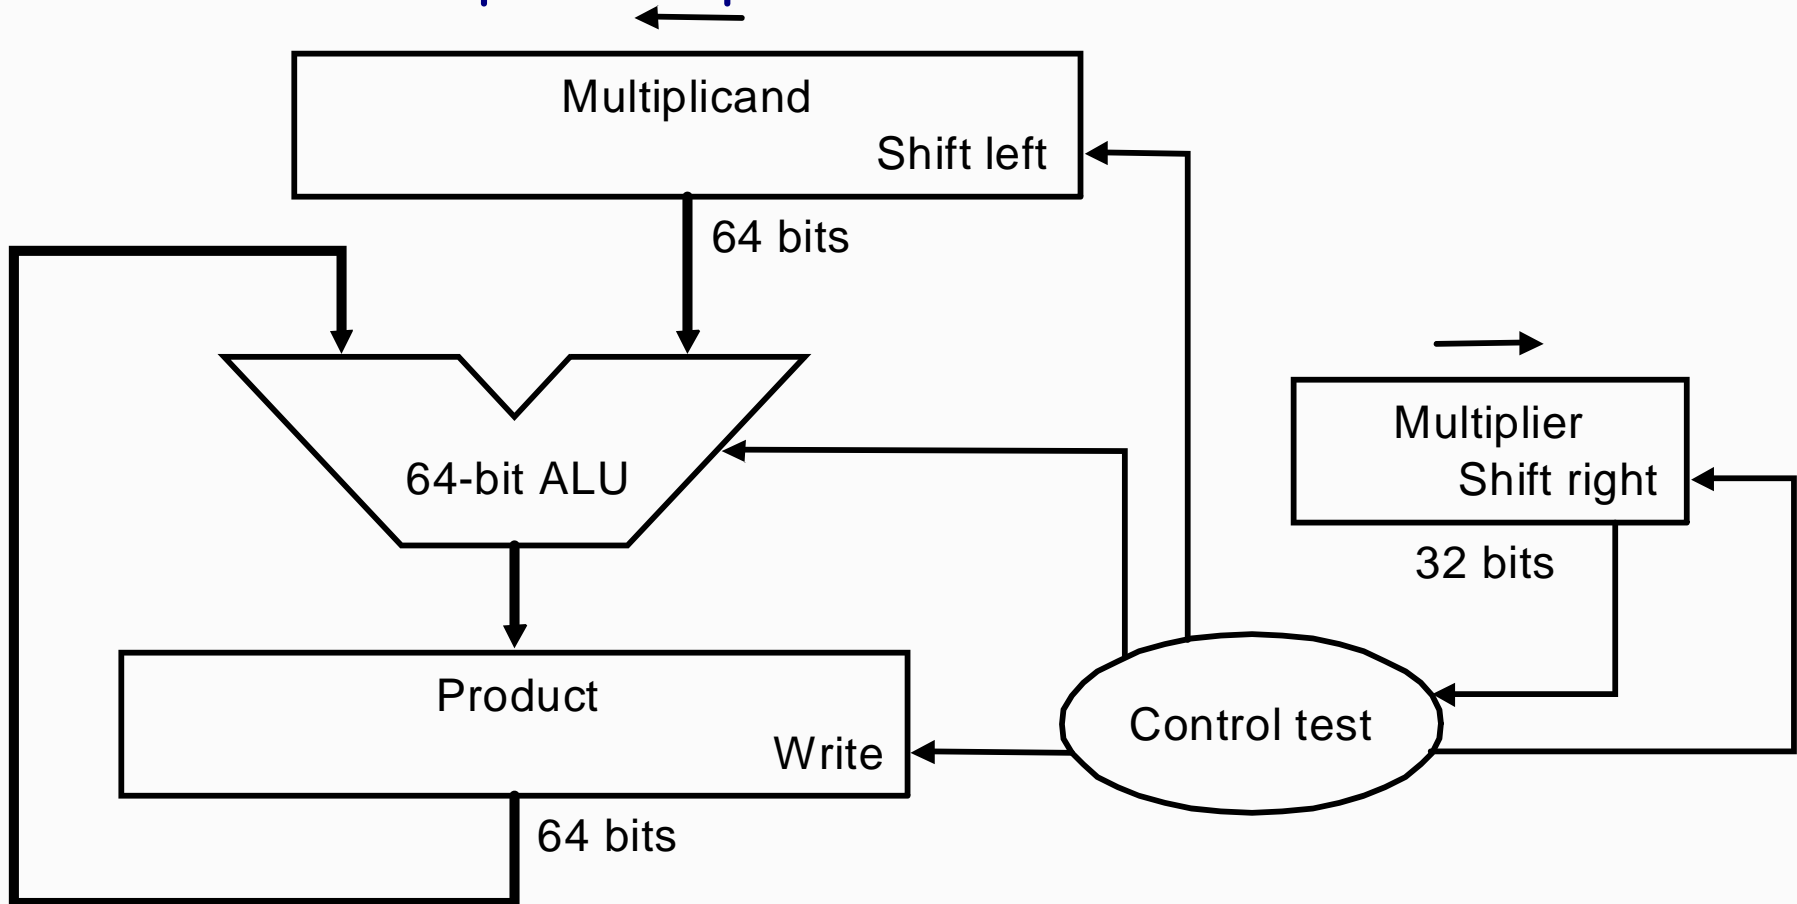 Multiplicand
Shift left
64 bits
64-bit ALU
Multiplier
Shift right
32 bits
Product
Write
Control test
64 bits